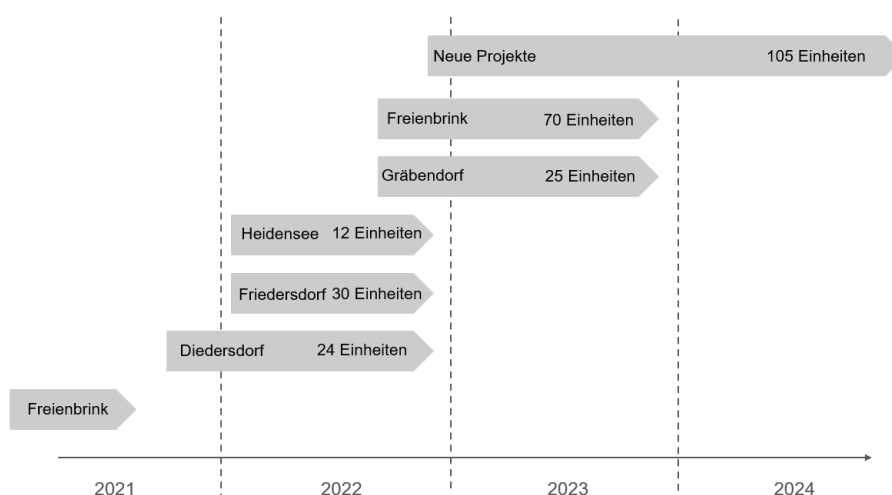 Neue Projekte 105 Einheiten
Freienbrink 70 Einheiten
Gräbendorf 25 Einheiten
Heidensee 12 Einheiten
Friedersdorf 30 Einheiten
Diedersdorf 24 Einheiten
Freienbrink
2021 2022 2023 2024